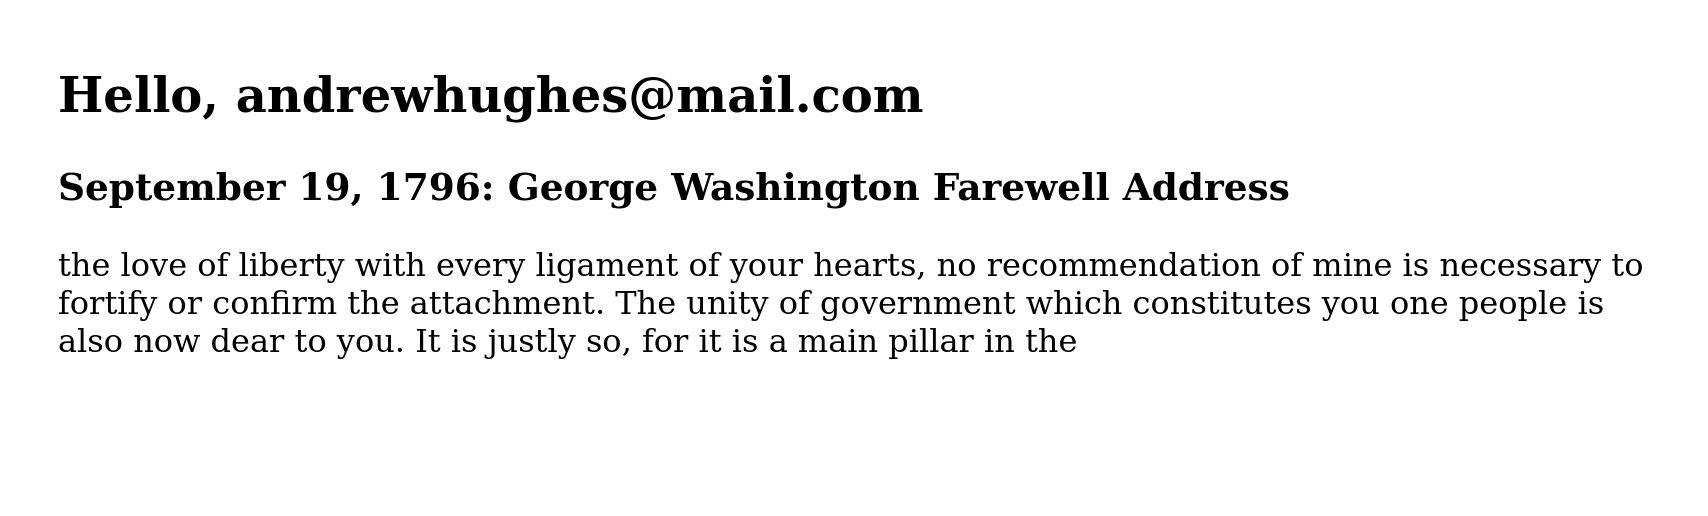 Hello, andrewhughes@mail.com
September 19, 1796: George Washington Farewell Address
the love of liberty with every ligament of your hearts, no recommendation of mine is necessary to
fortify or confirm the attachment. The unity of government which constitutes you one people is
also now dear to you. It is justly so, for it is a main pillar in the